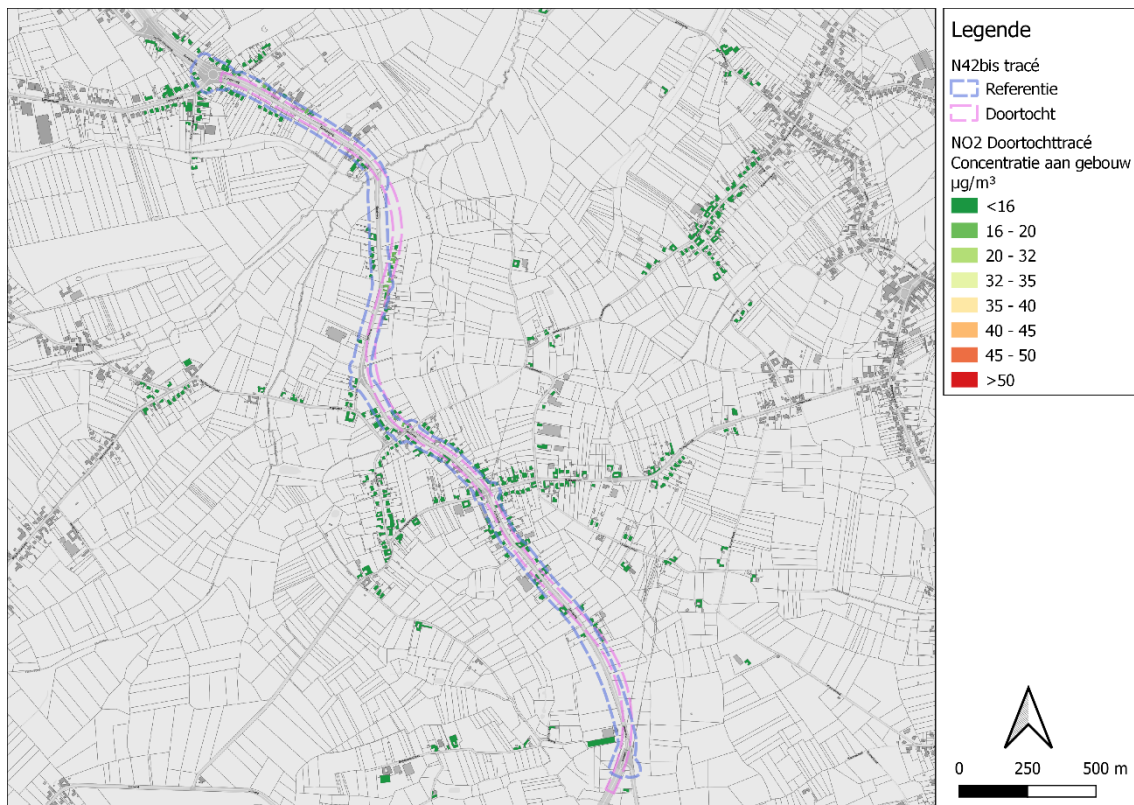 Legende
N42bis tracé
Referentie
Doortocht
NO2 Doortochttracé
Concentratie aan gebouw
µg/m³
<16
16 - 20
20 - 32
32 - 35
35 - 40
40 - 45
45 - 50
>50
0 250 500 m